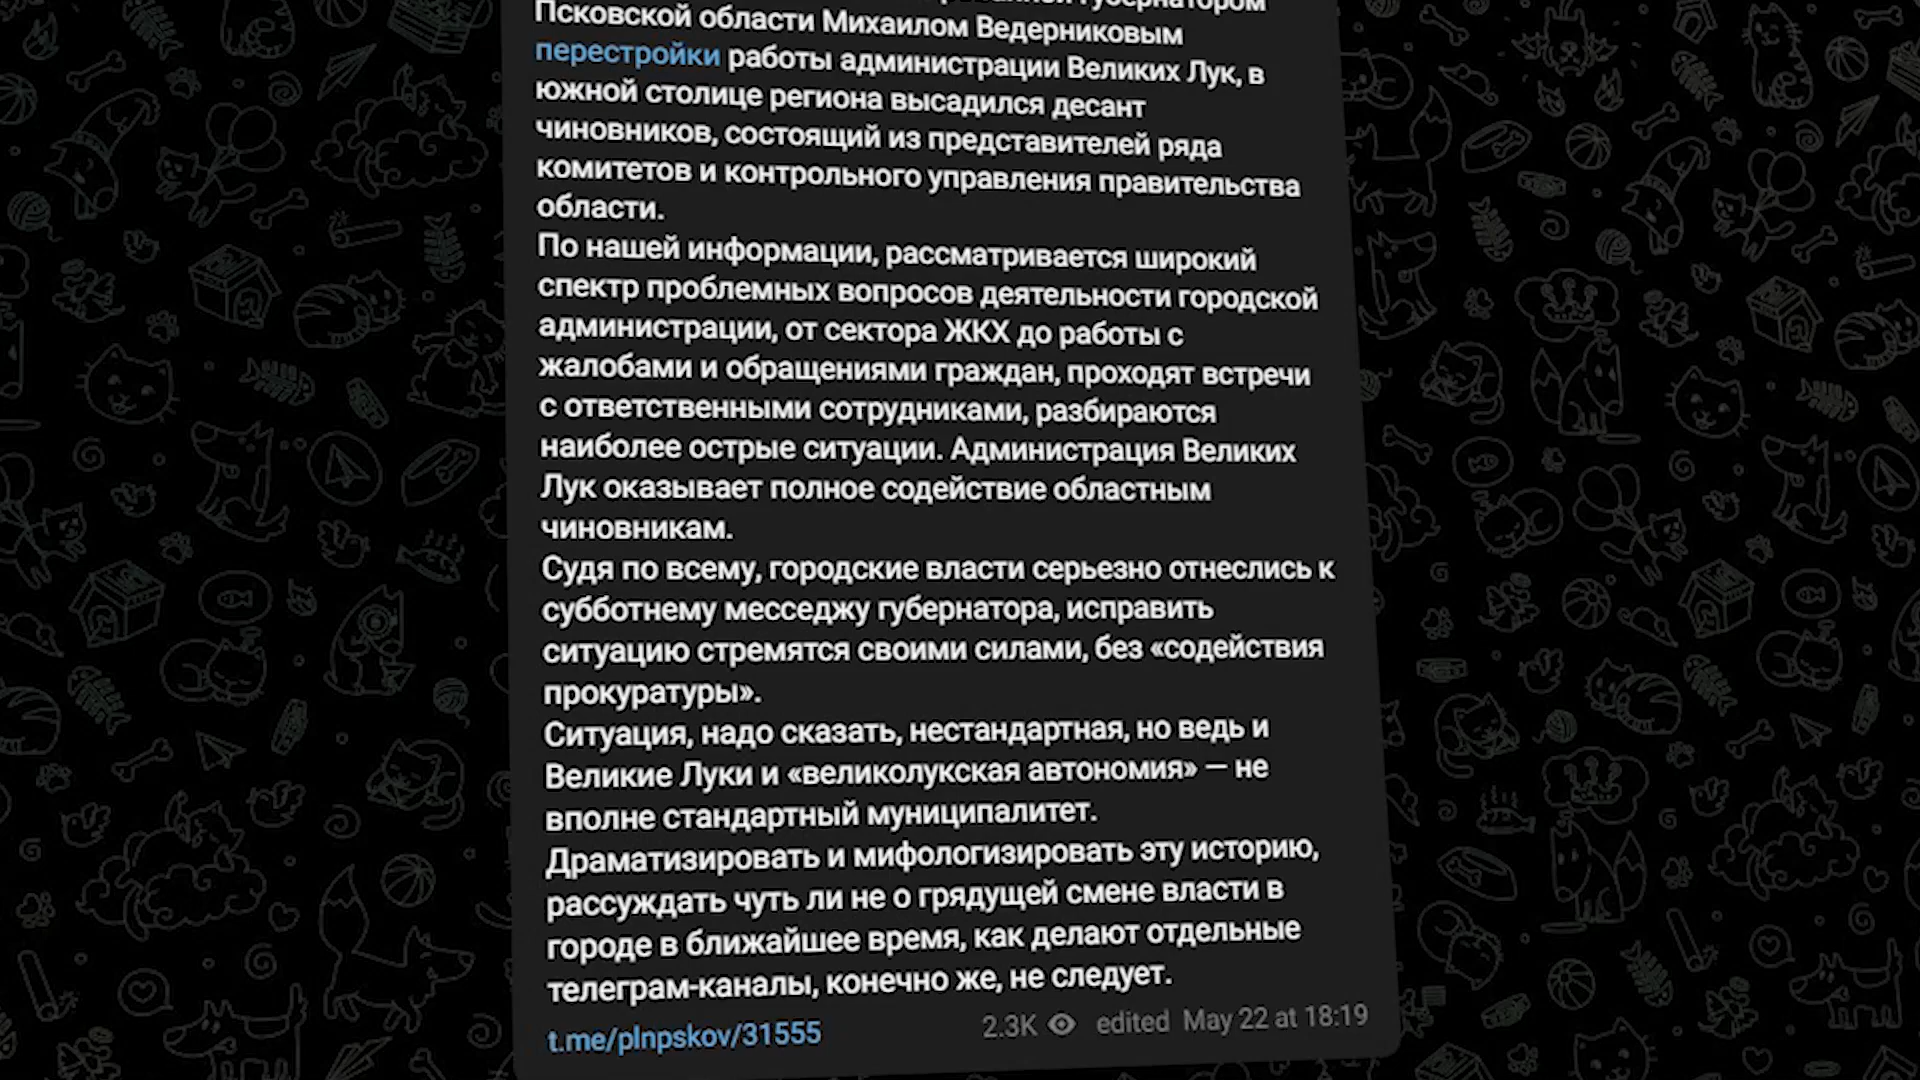 губернатором
Псковской области Михаилом Ведерниковым
перестройки работы администрации Великих Лук, в
южной столице региона высадился десант
чиновников, состоящий из представителей ряда
комитетов и контрольного управления правительства
области.
По нашей информации, рассматривается широкий
спектр проблемных вопросов деятельности городской
администрации, от сектора ЖКХ до работы с
жалобами и обращениями граждан, проходят встречи
с ответственными сотрудниками, разбираются
наиболее острые ситуации. Администрация Великих
Лук оказывает полное содействие областным
чиновникам.
Судя по всему, городские власти серьезно отнеслись к
субботнему месседжу губернатора, исправить
ситуацию стремятся своими силами, без «содействия
прокуратуры».
Ситуация, надо сказать, нестандартная, но ведь и
Великие Луки и «великолукская автономия» — не
вполне стандартный муниципалитет.
Драматизировать и мифологизировать эту историю,
рассуждать чуть ли не о грядущей смене власти в
городе в ближайшее время, как делают отдельные
телеграм-каналы, конечно же, не следует.
t.me/plnpskov/31555 2.3K edited May 22 at 18:19